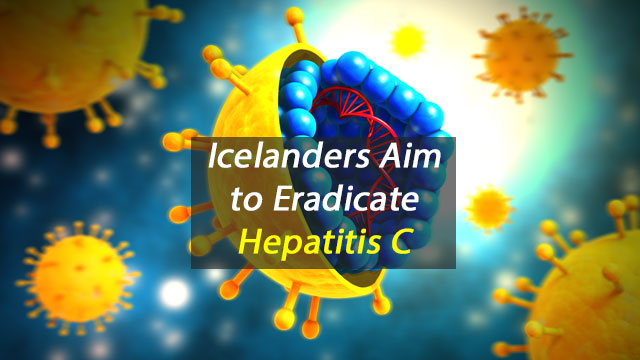 Icelanders Aim
to Eradicate
Hepatitis C